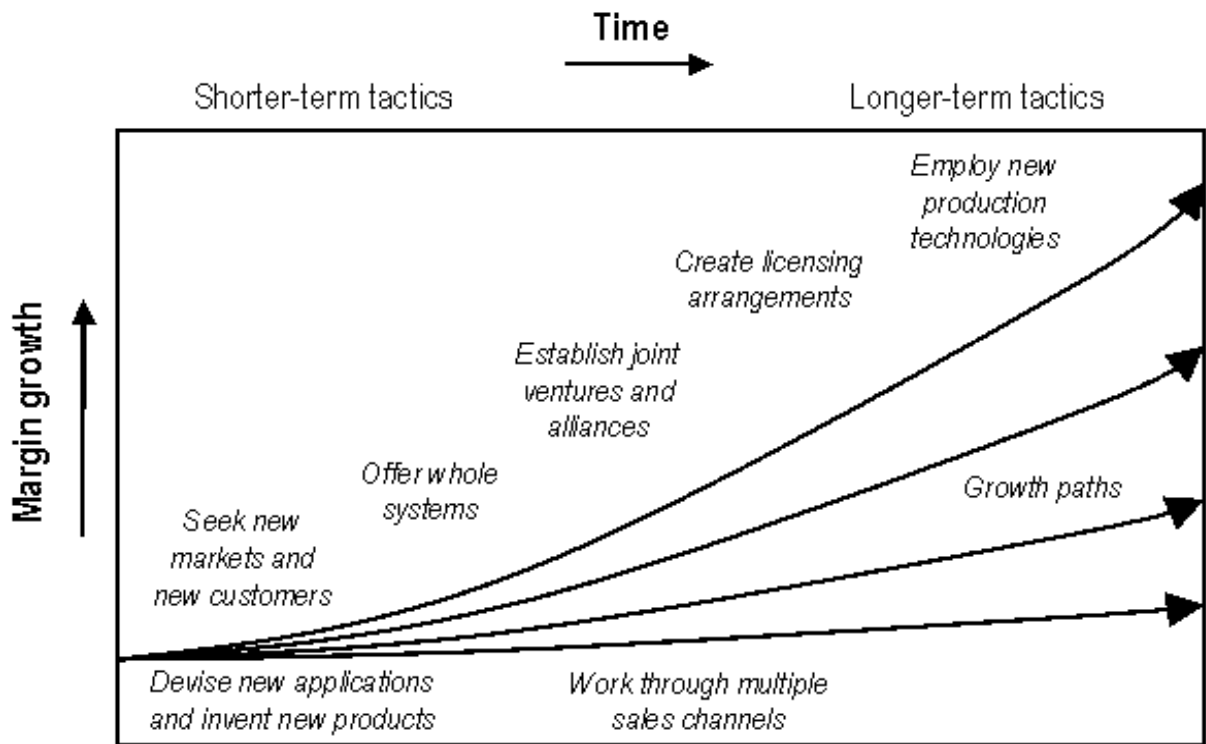 Time
Shorter-term tactics
Longer-term tactics
Margin growth
Employ new
production
technologies
Create licensing
arrangements
Establish joint
ventures and
alliances
Offer whole
systems
Growth paths
Seek new
markets and
new customers
Devise new applications
and invent new products
Work through multiple
sales channels